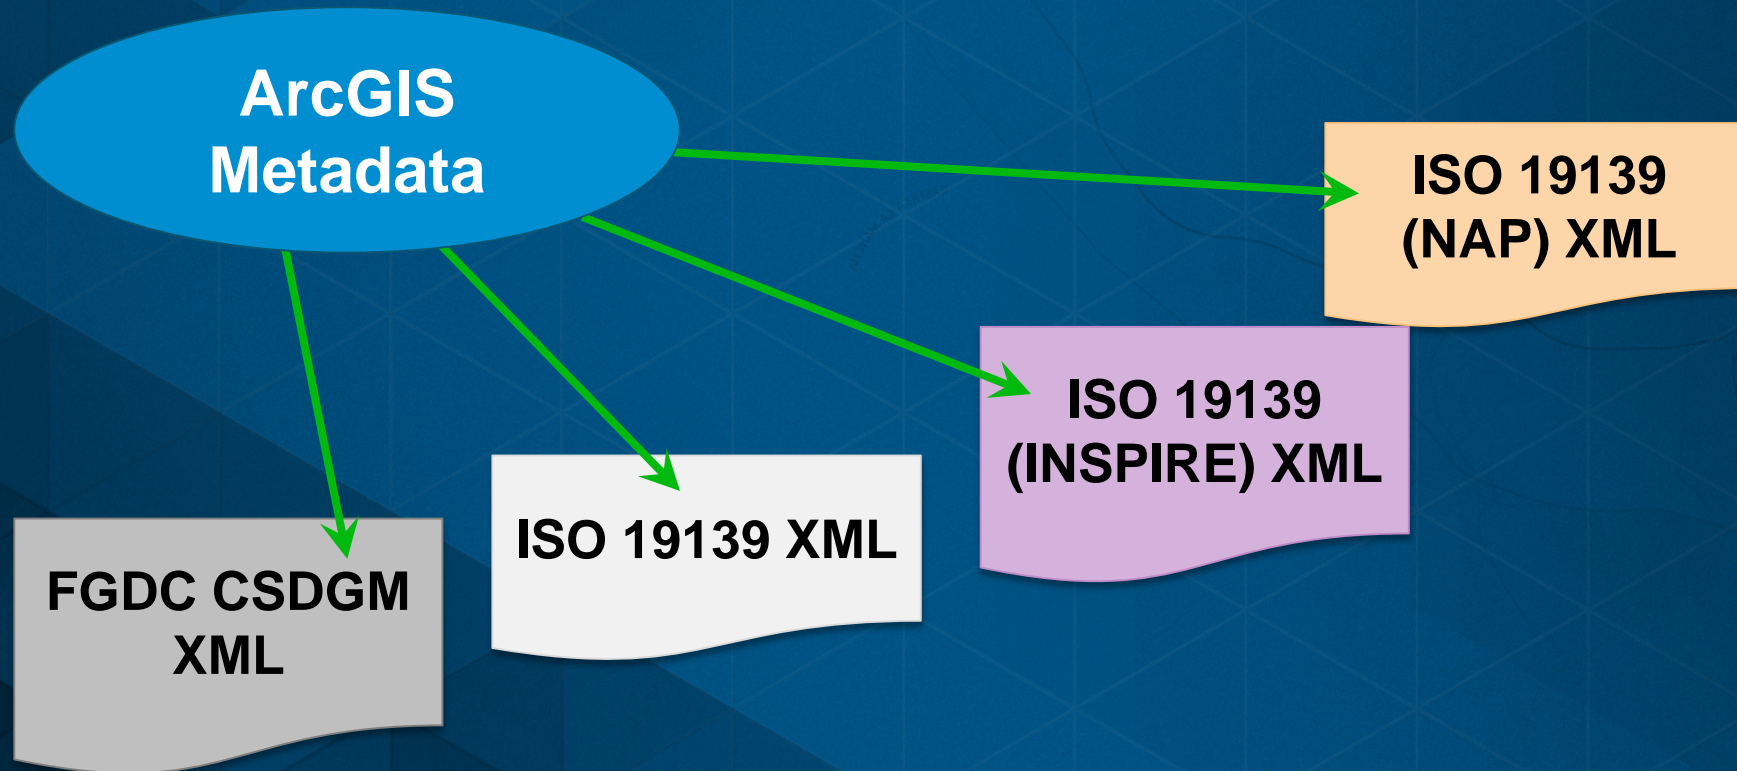 ArcGIS
Metadata
ISO 19139
(NAP) XML
ISO 19139
(INSPIRE) XML
ISO 19139 XML
FGDC CSDGM
XML